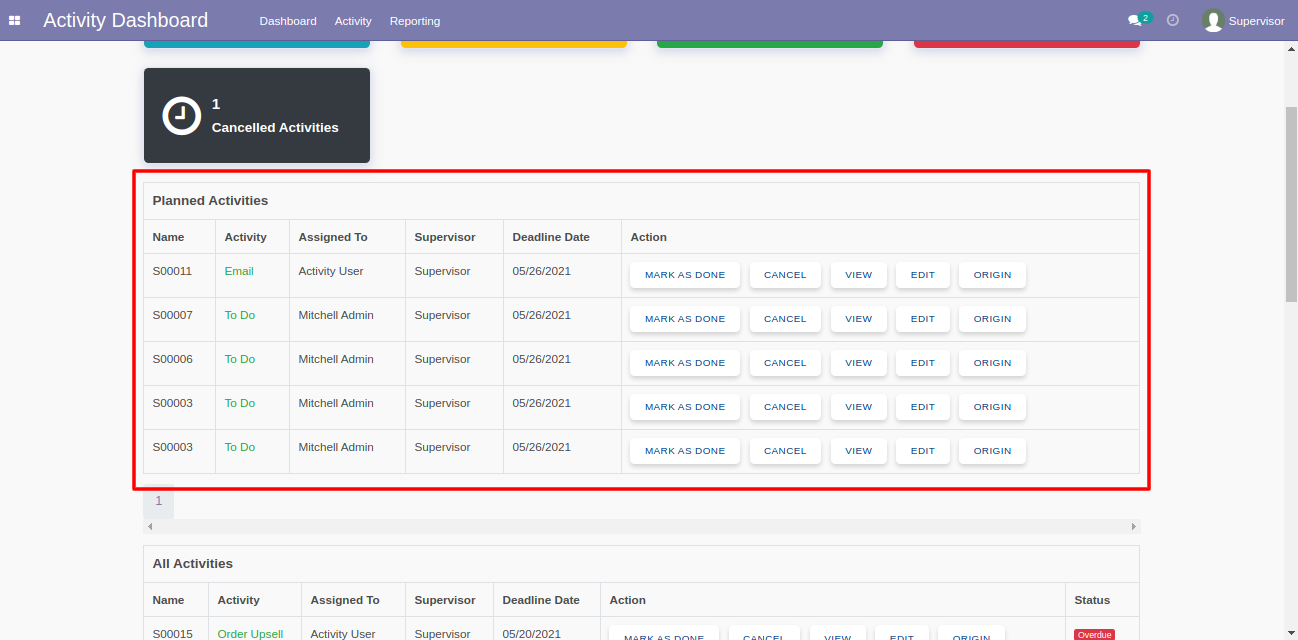 Activity Dashboard Dashboard Activity Reporting 2 Supervisor
1
Cancelled Activities
Planned Activities
Name Activity Assigned To Supervisor Deadline Date Action
S00011 Email Activity User Supervisor 05/26/2021 MARK AS DONE CANCEL VIEW EDIT ORIGIN
S00007 To Do Mitchell Admin Supervisor 05/26/2021 MARK AS DONE CANCEL VIEW EDIT ORIGIN
S00006 To Do Mitchell Admin Supervisor 05/26/2021 MARK AS DONE CANCEL VIEW EDIT ORIGIN
S00003 To Do Mitchell Admin Supervisor 05/26/2021 MARK AS DONE CANCEL VIEW EDIT ORIGIN
S00003 To Do Mitchell Admin Supervisor 05/26/2021 MARK AS DONE CANCEL VIEW EDIT ORIGIN
1
All Activities
Name Activity Assigned To Supervisor Deadline Date Action Status
S00015 Order Upsell Activity User Supervisor 05/20/2021 MARK AS DONE CANCEL VIEW EDIT ORIGIN Overdue